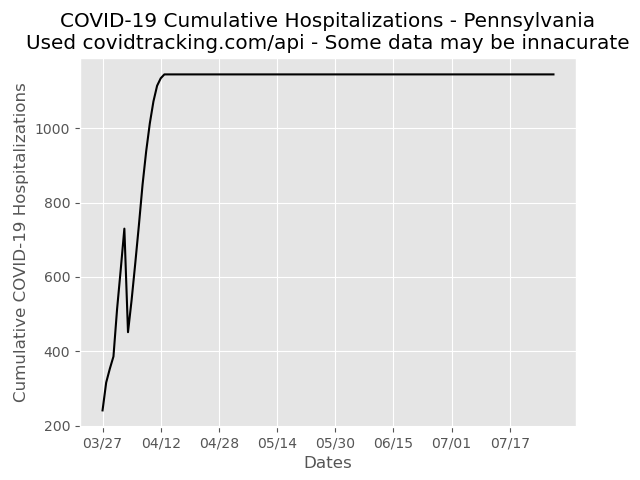 COVID-19 Cumulative Hospitalizations - Pennsylvania
Used covidtracking.com/api - Some data may be innacurate
Cumulative COVID-19 Hospitalizations
1000
800
600
400
200
03/27 04/12 04/28 05/14 05/30 06/15 07/01 07/17
Dates